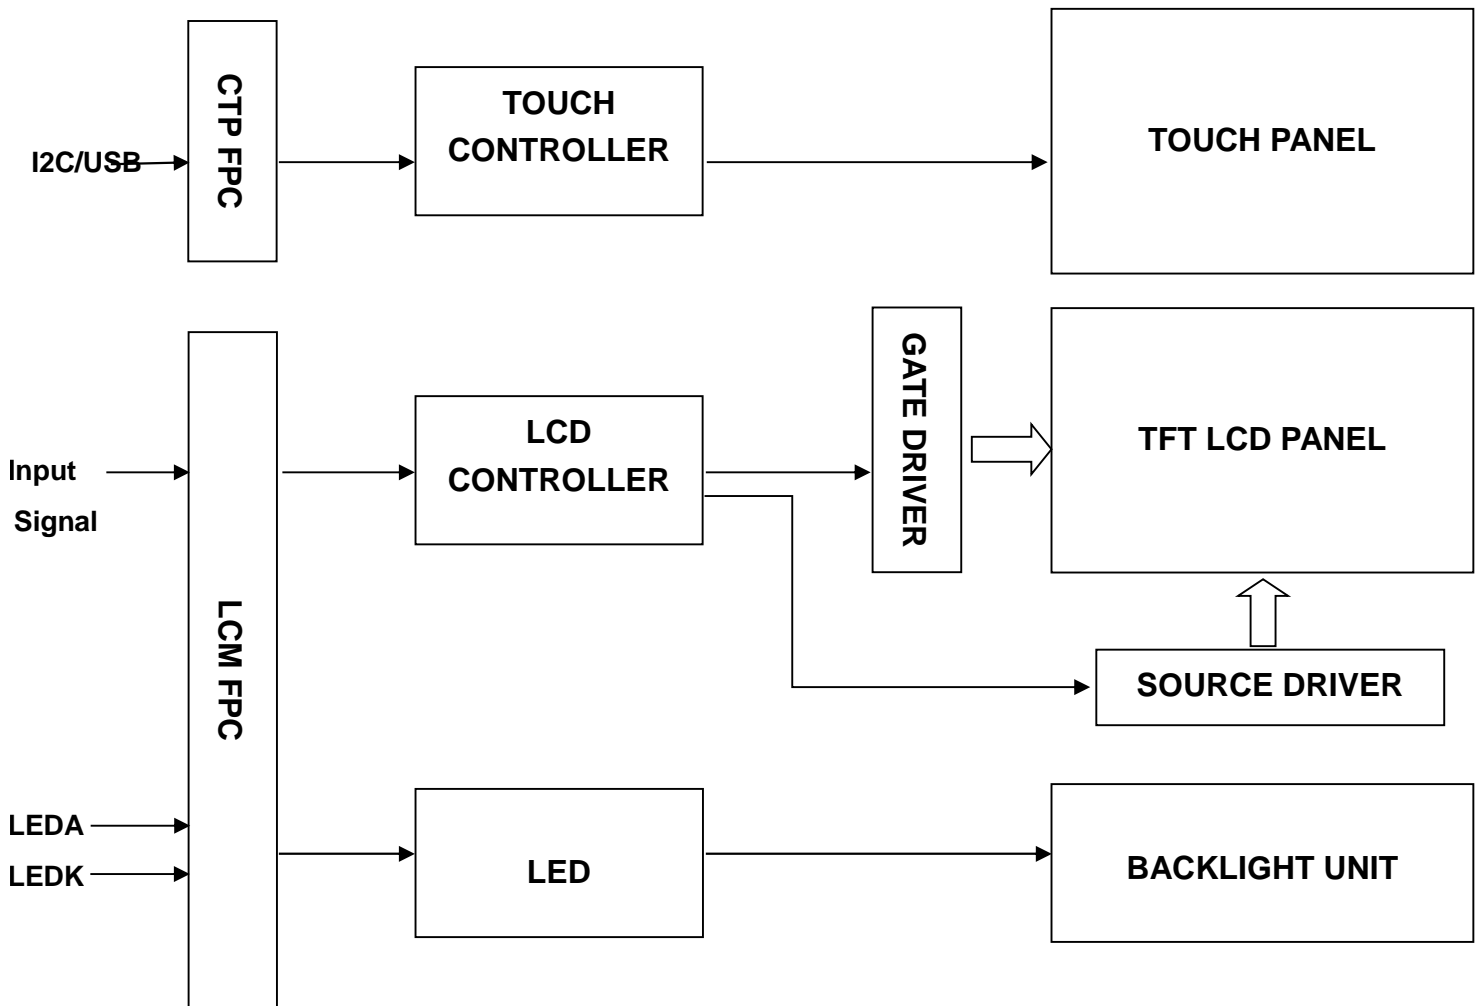 CTP FPC
TOUCH
CONTROLLER
TOUCH PANEL
I2C/USB
GATE DRIVER
LCD
CONTROLLER
TFT LCD PANEL
Input
Signal
LCM FPC
SOURCE DRIVER
LEDA
LEDK
LED
BACKLIGHT UNIT